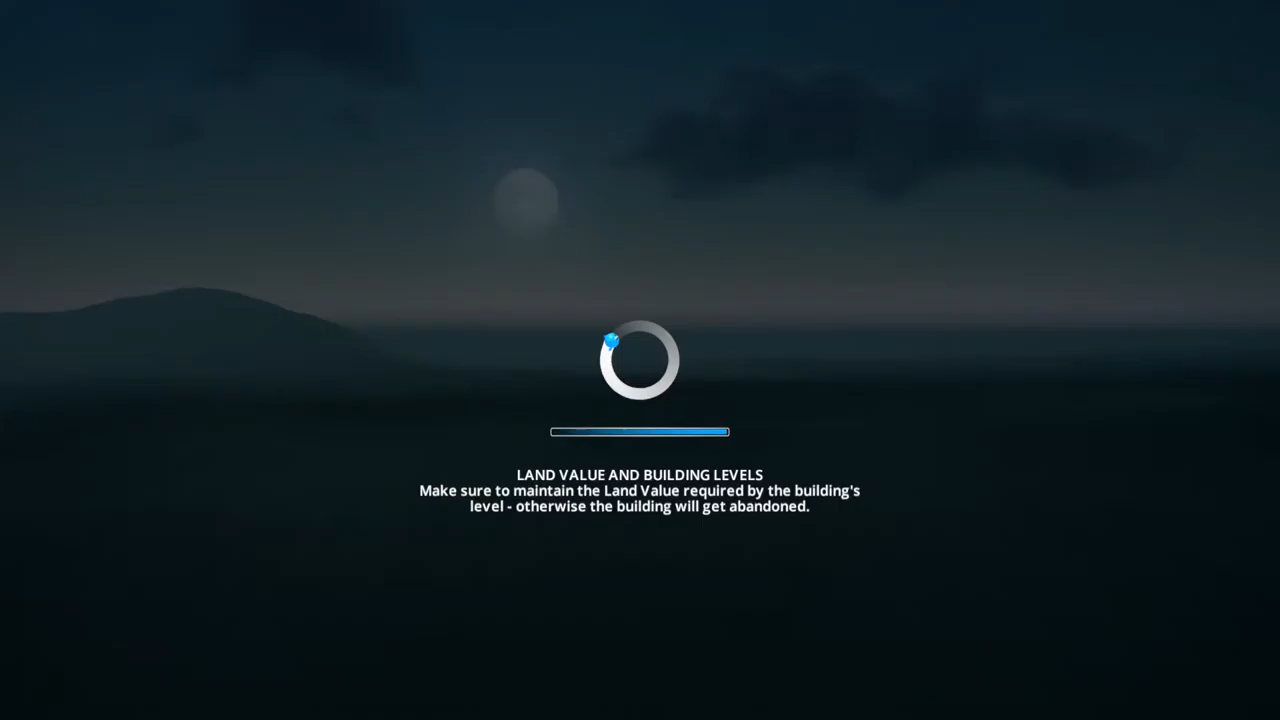 LAND VALUE AND BUILDING LEVELS
Make sure to maintain the Land Value required by the building's
level - otherwise the building will get abandoned.